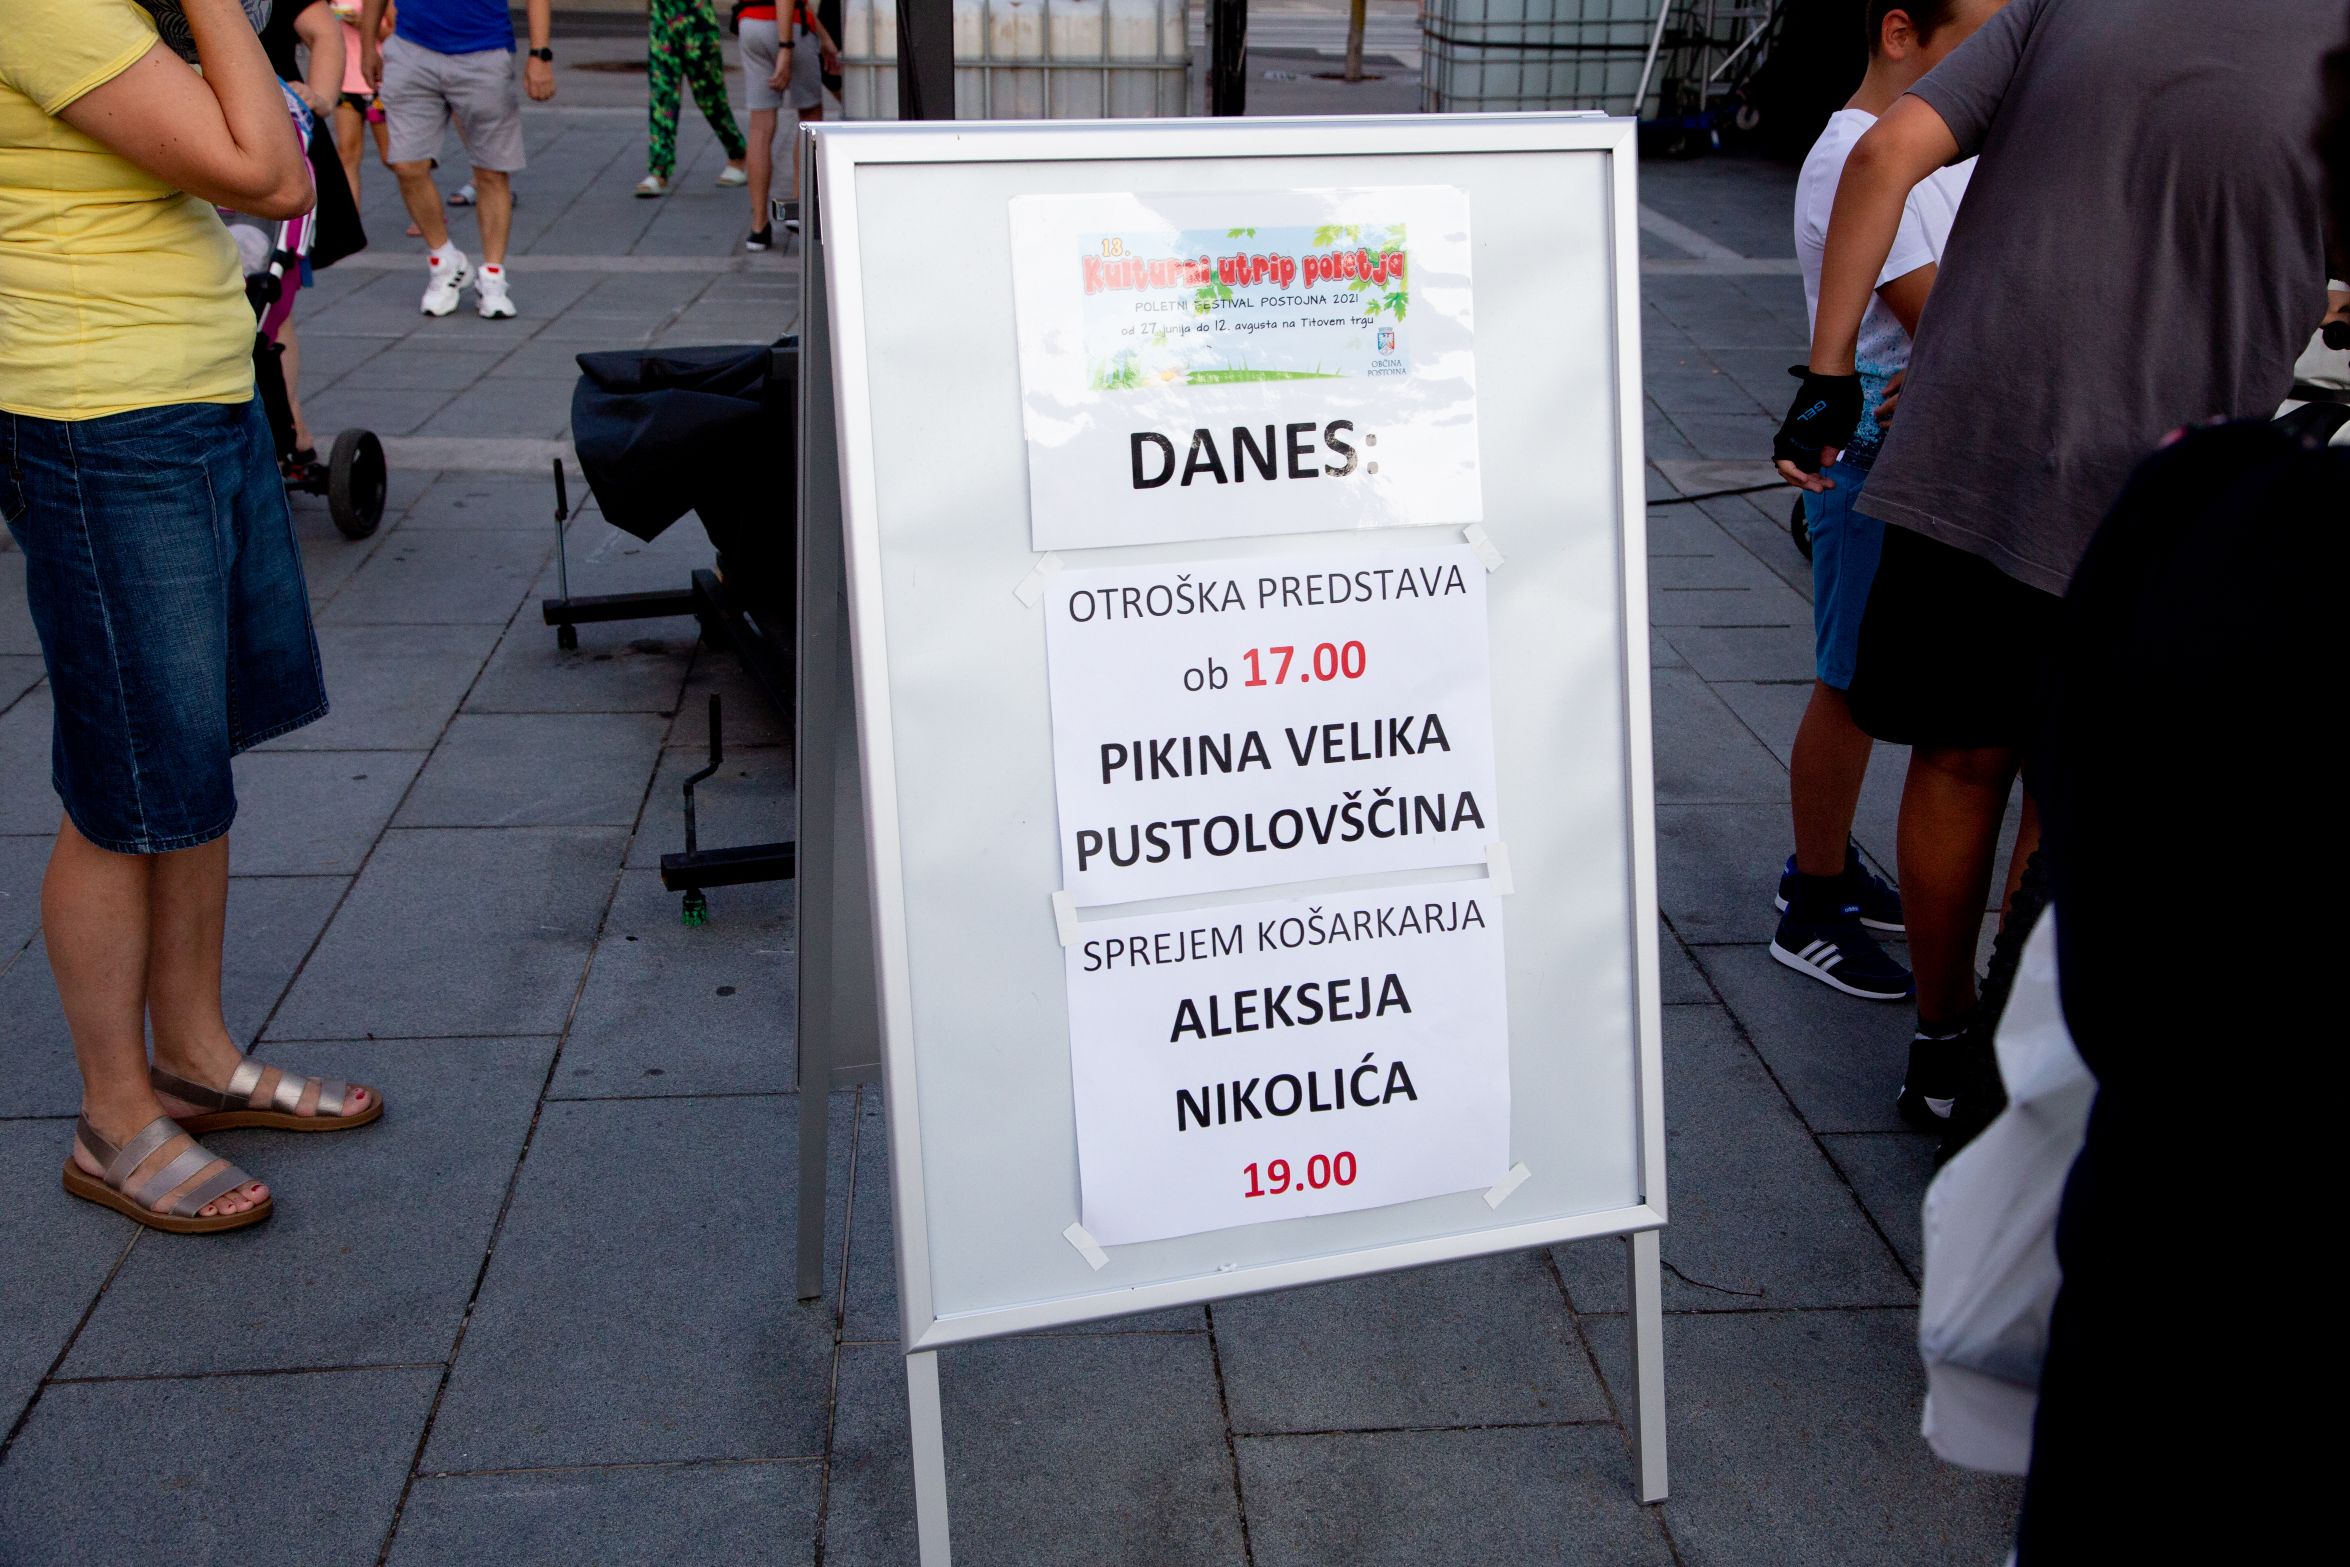 13.
Kulturni utrip poletja
POLETNI FESTIVAL POSTOJNA 2021
od 27. junija do 12. avgusta na Titovem trgu
OBČINA
POSTOJNA
DANES:
OTROŠKA PREDSTAVA
ob 17.00
PIKINA VELIKA
PUSTOLOVŠČINA
SPREJEM KOŠARKARJA
ALEKSEJA
NIKOLIĆA
19.00
GEL